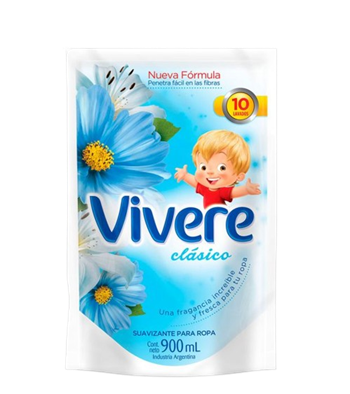 Nueva Fórmula
Penetra fácil en las fibras
10
LAVADOS
Vivere
clásico
Una fragancia increíble
y fresca para tu ropa
SUAVIZANTE PARA ROPA
Cont. neto 900 mL
Industria Argentina